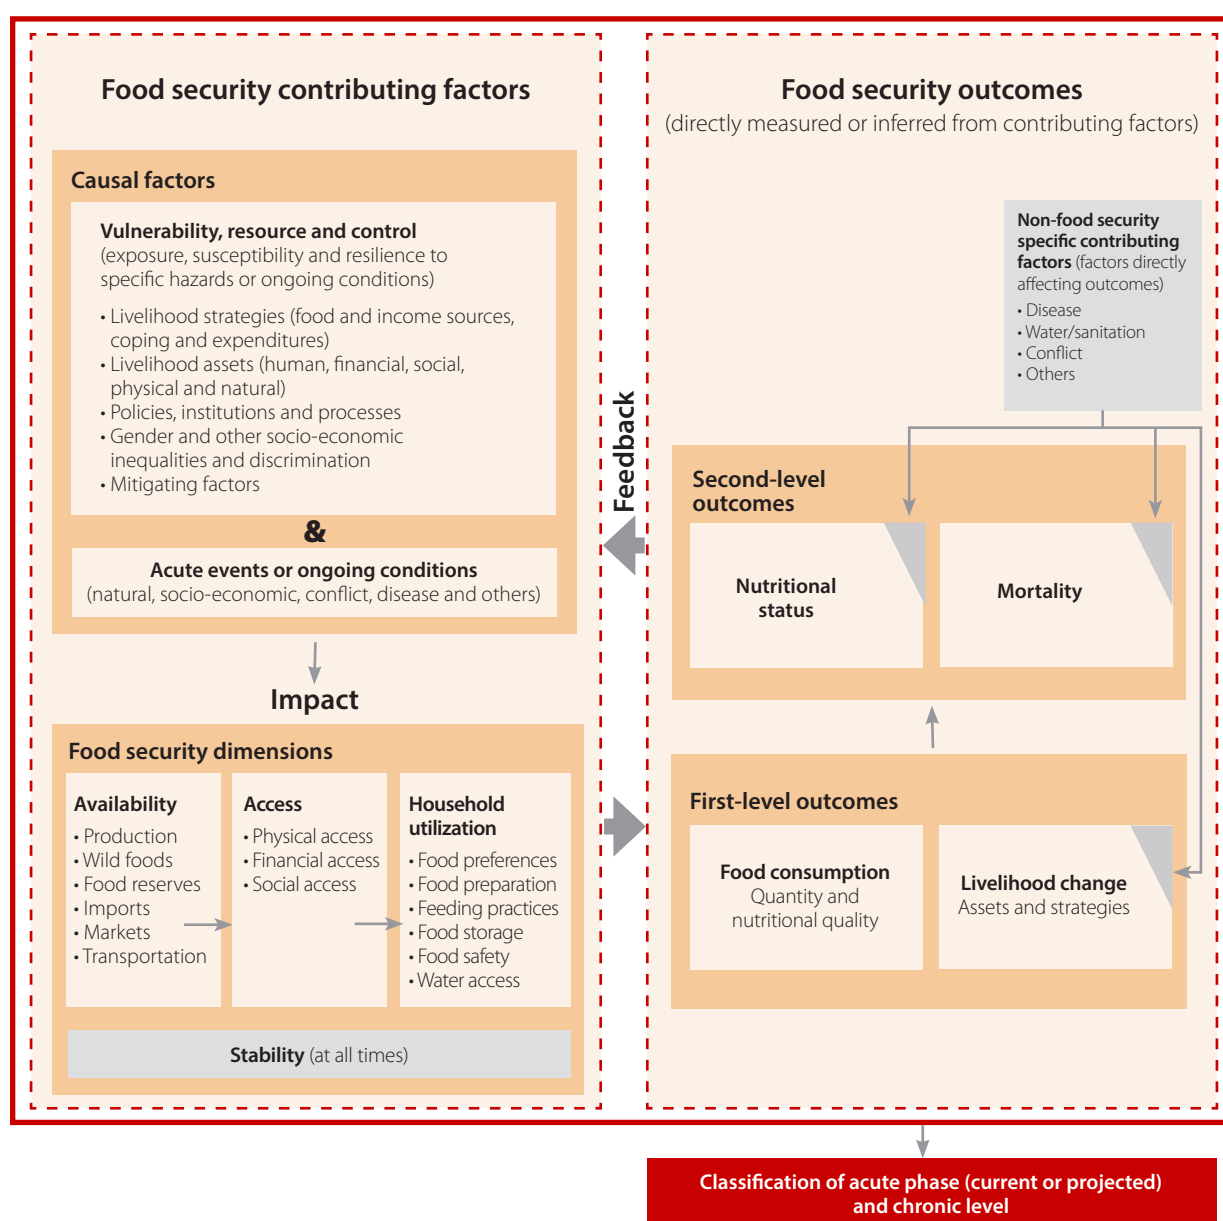 Food security contributing factors
Causal factors
Vulnerability, resource and control
(exposure, susceptibility and resilience to
specific hazards or ongoing conditions)
• Livelihood strategies (food and income sources,
coping and expenditures)
• Livelihood assets (human, financial, social,
physical and natural)
• Policies, institutions and processes
• Gender and other socio-economic
inequalities and discrimination
• Mitigating factors
&
Acute events or ongoing conditions
(natural, socio-economic, conflict, disease and others)
Impact
Food security dimensions
Availability
• Production
• Wild foods
• Food reserves
• Imports
• Markets
• Transportation
Access
• Physical access
• Financial access
• Social access
Household
utilization
• Food preferences
• Food preparation
• Feeding practices
• Food storage
• Food safety
• Water access
Stability (at all times)
Feedback
Food security outcomes
(directly measured or inferred from contributing factors)
Non-food security
specific contributing
factors (factors directly
affecting outcomes)
• Disease
• Water/sanitation
• Conflict
• Others
Second-level
outcomes
Nutritional
status
Mortality
First-level outcomes
Food consumption
Quantity and
nutritional quality
Livelihood change
Assets and strategies
Classification of acute phase (current or projected)
and chronic level